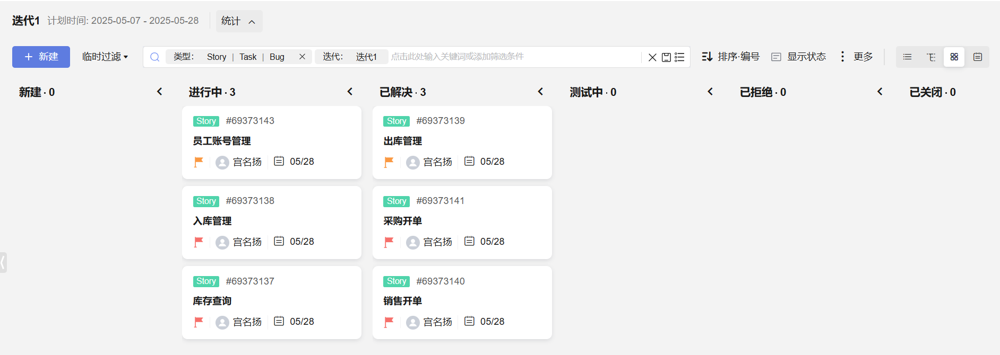 迭代1 计划时间: 2025-05-07 - 2025-05-28 统计
新建 临时过滤 类型: Story | Task | Bug 迭代: 迭代1 点击此处输入关键词或添加筛选条件 排序·编号 显示状态 更多
新建 · 0
进行中 · 3
已解决 · 3
测试中 · 0
已拒绝 · 0
已关闭 · 0
Story #69373143
员工账号管理
宫名扬 05/28
Story #69373138
入库管理
宫名扬 05/28
Story #69373137
库存查询
宫名扬 05/28
Story #69373139
出库管理
宫名扬 05/28
Story #69373141
采购开单
宫名扬 05/28
Story #69373140
销售开单
宫名扬 05/28